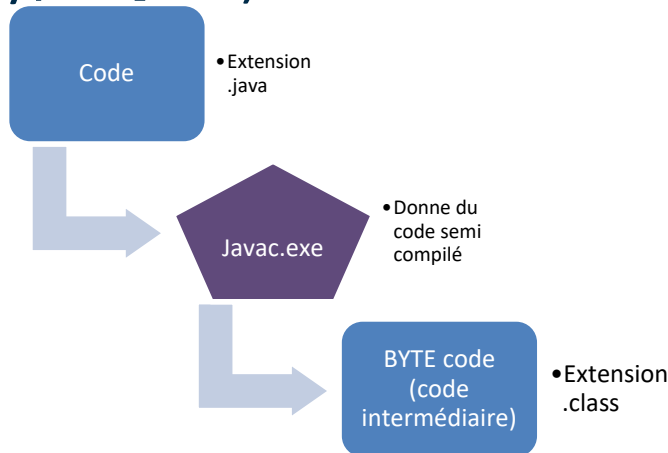 Code
•Extension
.java
Javac.exe
•Donne du
code semi
compilé
BYTE code
(code
intermédiaire)
•Extension
.class